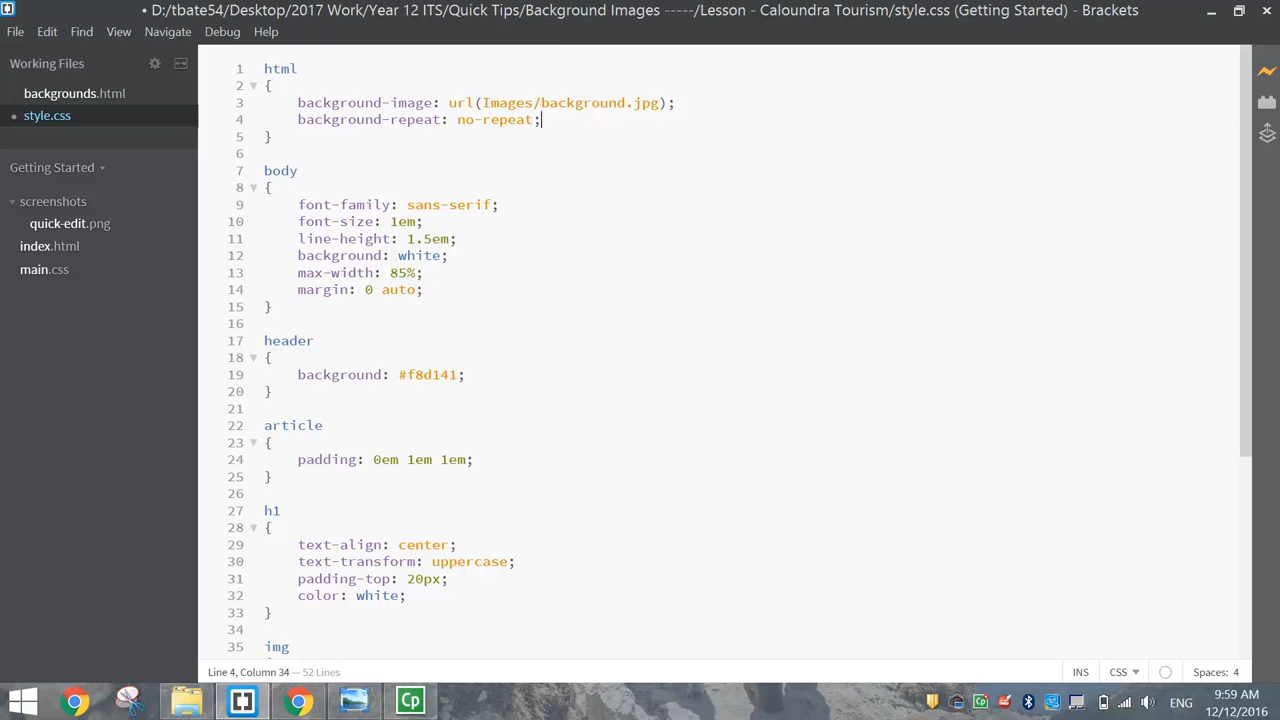 D:/tbate54/Desktop/2017 Work/Year 12 ITS/Quick Tips/Background Images -----/Lesson - Caloundra Tourism/style.css (Getting Started) - Brackets
File Edit Find View Navigate Debug Help
Working Files
backgrounds.html
style.css
Getting Started
screenshots
quick-edit.png
index.html
main.css
1 html
2 {
3 background-image: url(Images/background.jpg);
4 background-repeat: no-repeat;
5 }
6
7 body
8 {
9 font-family: sans-serif;
10 font-size: 1em;
11 line-height: 1.5em;
12 background: white;
13 max-width: 85%;
14 margin: 0 auto;
15 }
16
17 header
18 {
19 background: #f8d141;
20 }
21
22 article
23 {
24 padding: 0em 1em 1em;
25 }
26
27 h1
28 {
29 text-align: center;
30 text-transform: uppercase;
31 padding-top: 20px;
32 color: white;
33 }
34
35 img
Line 4, Column 34 — 52 Lines
INS CSS Spaces: 4
Cp
Cp
ENG
9:59 AM
12/12/2016